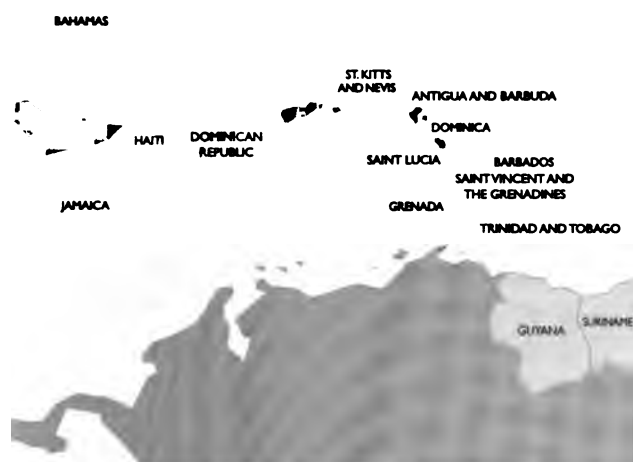 BAHAMAS
ST. KITTS
AND NEVIS
ANTIGUA AND BARBUDA
DOMINICA
HAITI
DOMINICAN
REPUBLIC
SAINT LUCIA
BARBADOS
SAINT VINCENT AND
THE GRENADINES
JAMAICA
GRENADA
TRINIDAD AND TOBAGO
GUYANA
SURINAME